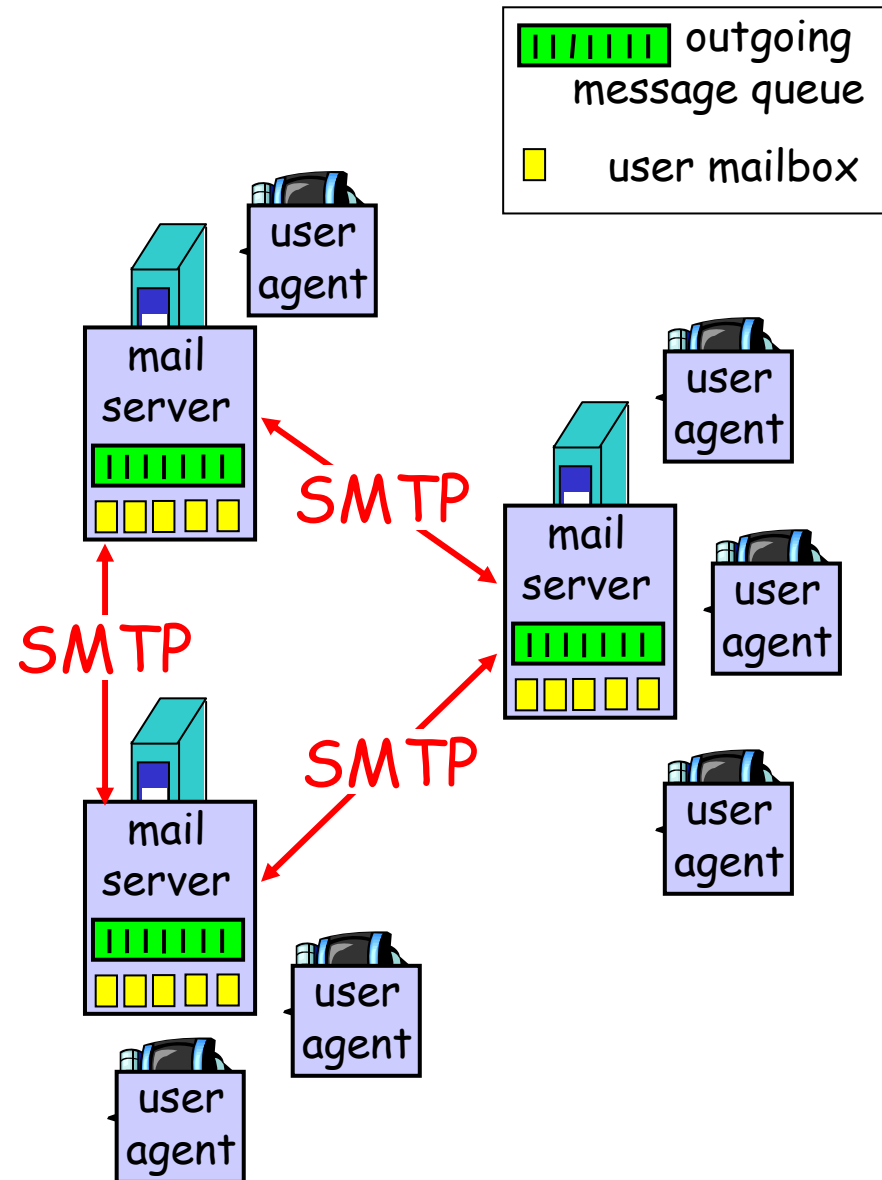 outgoing
message queue
user mailbox
user
agent
mail
server
user
agent
SMTP
mail
server
user
agent
SMTP
SMTP
mail
server
user
agent
user
agent
user
agent